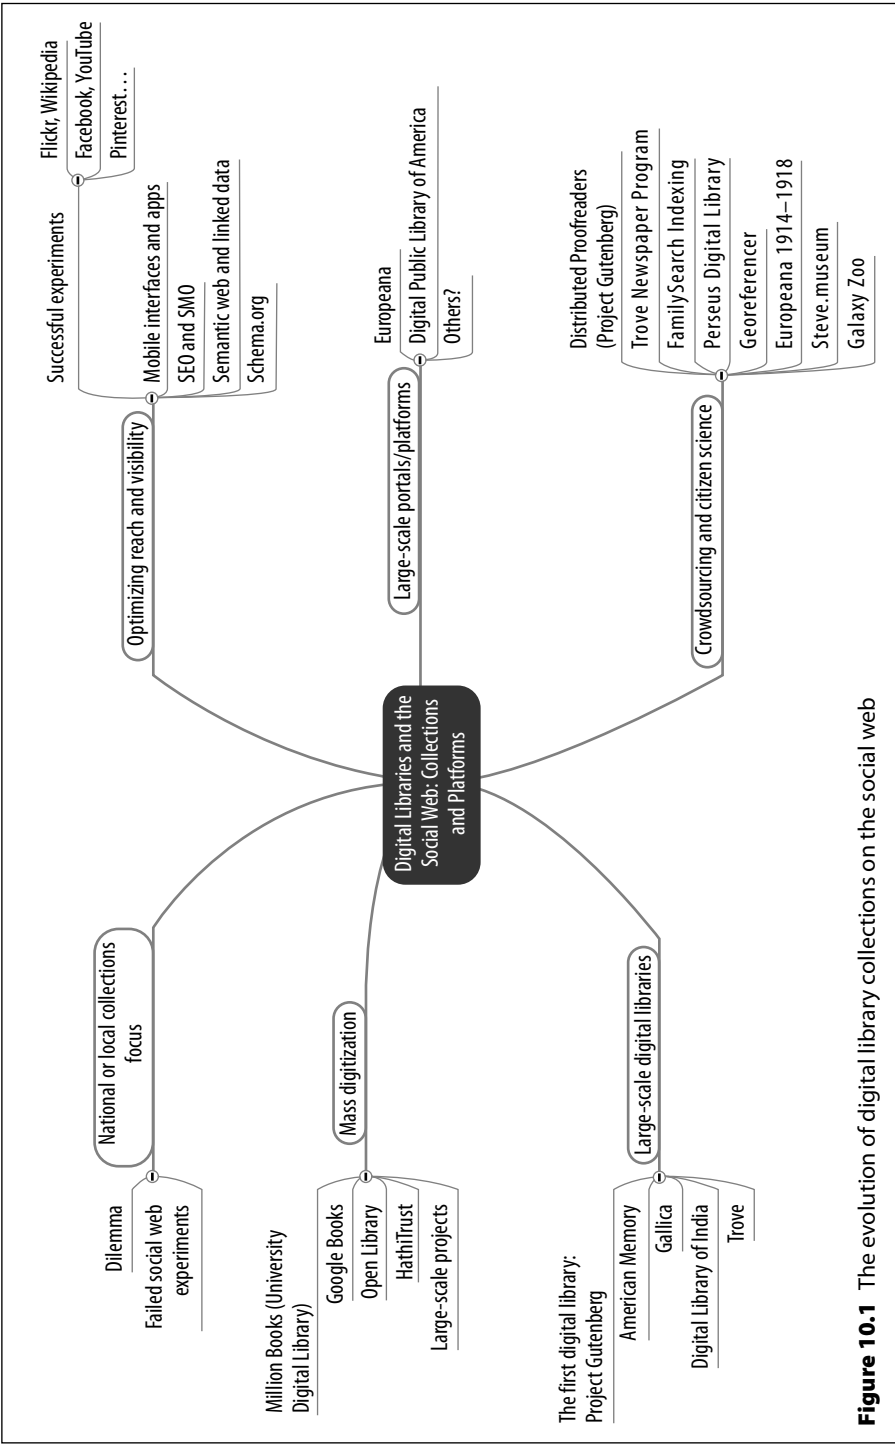 National or local collections
focus
Dilemma
Failed social web
experiments
Mass digitization
Million Books (University
Digital Library)
Google Books
Open Library
HathiTrust
Large-scale projects
Large-scale digital libraries
The first digital library:
Project Gutenberg
American Memory
Gallica
Digital Library of India
Trove
Digital Libraries and the
Social Web: Collections
and Platforms
Optimizing reach and visibility
Successful experiments
Flickr, Wikipedia
Facebook, YouTube
Pinterest…
Mobile interfaces and apps
SEO and SMO
Semantic web and linked data
Schema.org
Large-scale portals/platforms
Europeana
Digital Public Library of America
Others?
Crowdsourcing and citizen science
Distributed Proofreaders
(Project Gutenberg)
Trove Newspaper Program
FamilySearch Indexing
Perseus Digital Library
Georeferencer
Europeana 1914–1918
Steve.museum
Galaxy Zoo
Figure 10.1 The evolution of digital library collections on the social web